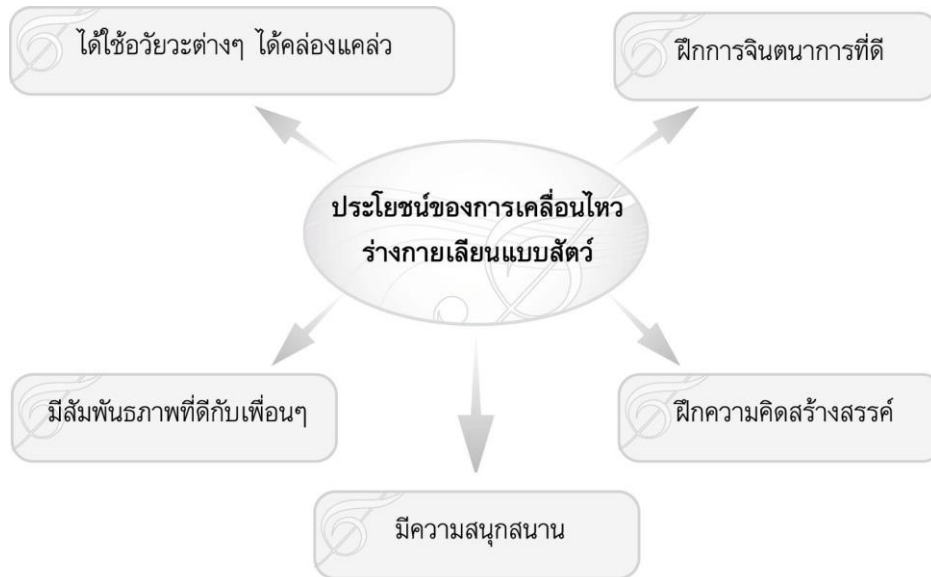 ได้ใช้อวัยวะต่างๆ ได้คล่องแคล่ว
ฝึกการจินตนาการที่ดี
ประโยชน์ของการเคลื่อนไหว
ร่างกายเลียนแบบสัตว์
มีสัมพันธภาพที่ดีกับเพื่อนๆ
ฝึกความคิดสร้างสรรค์
มีความสนุกสนาน